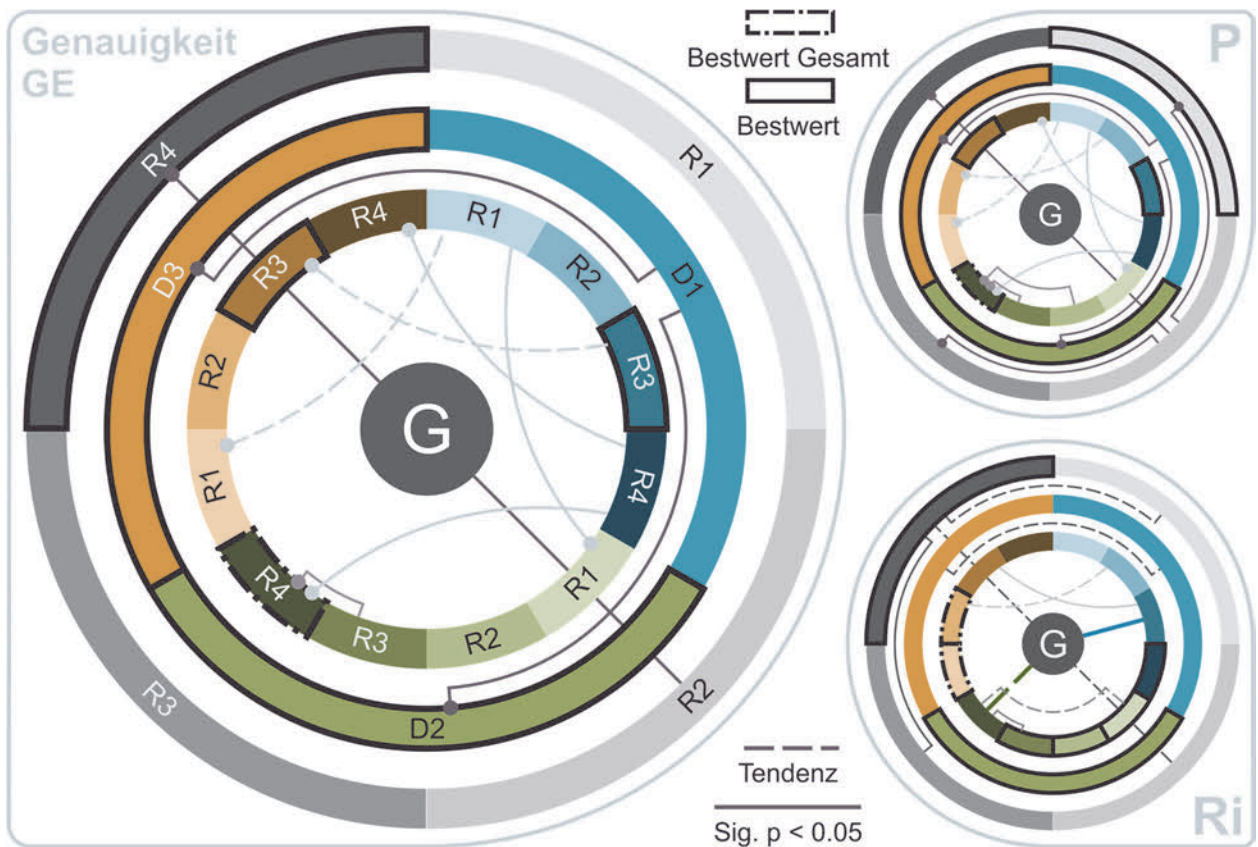 Genauigkeit
GE
Bestwert Gesamt
Bestwert
P
R4
R1
D3
D1
R3
R4
R1
R2
R2
R3
G
R1
R4
R4
R3
R2
R1
R3
D2
R2
G
G
Tendenz
Sig. p < 0.05
Ri